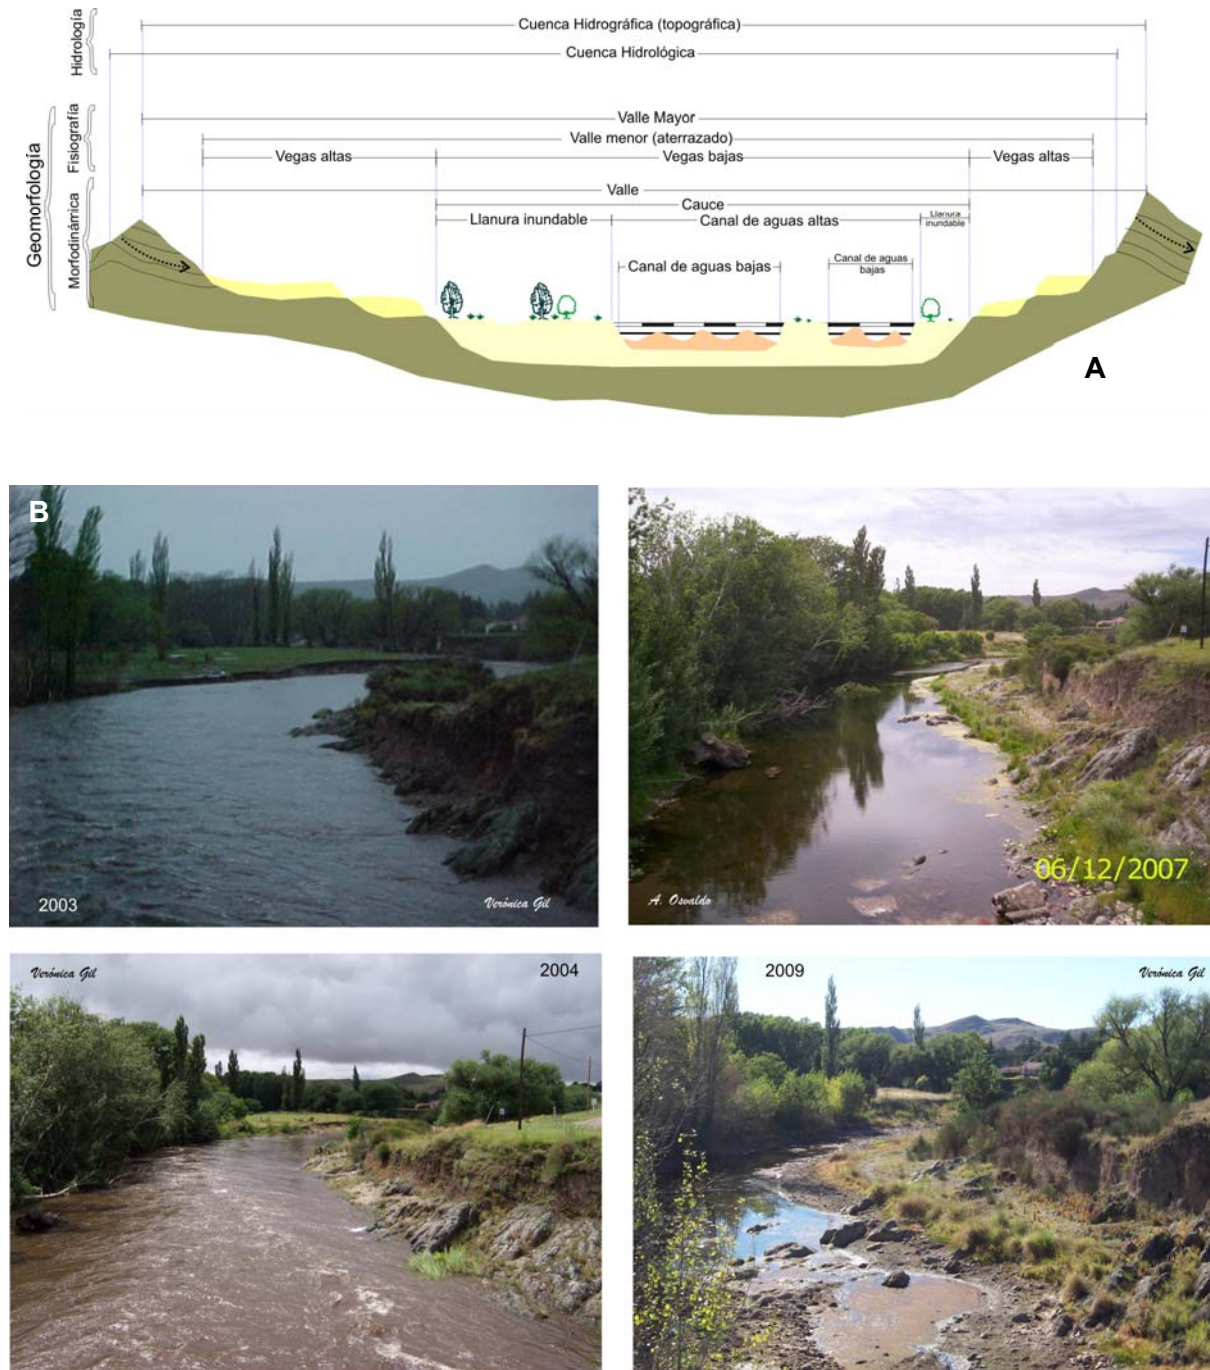 Cuenca Hidrográfica (topográfica)
Cuenca Hidrológica
Hidrología
Valle Mayor
Valle menor (aterrazado)
Vegas altas
Vegas bajas
Vegas altas
Fisiografía
Geomorfología
Valle
Cauce
Llanura inundable
Canal de aguas altas
Llanura
inundable
Morfodinámica
Canal de aguas bajas
Canal de aguas
bajas
A
B
2003
Verónica Gil
06/12/2007
A. Osvaldo
Verónica Gil
2004
2009
Verónica Gil